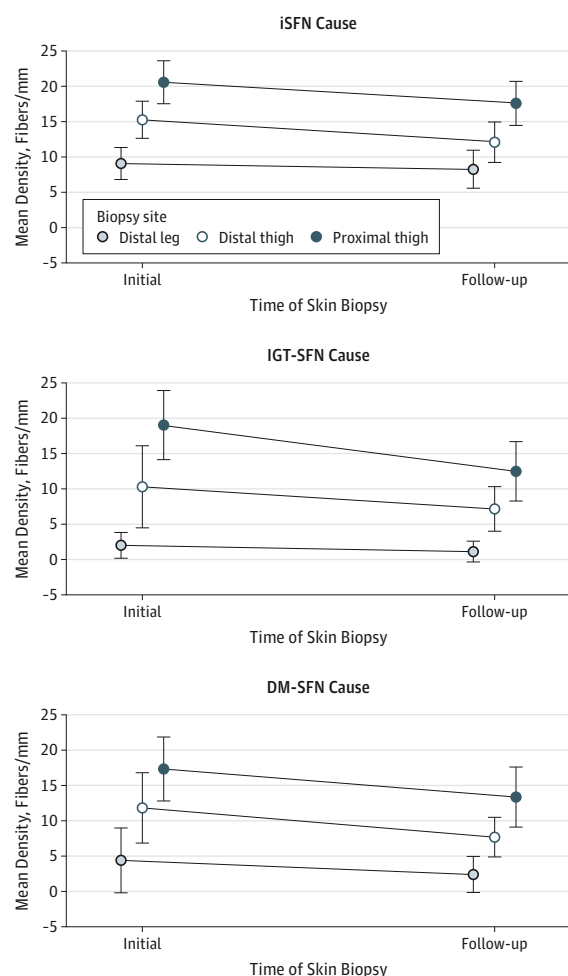 iSFN Cause
Mean Density, Fibers/mm
25
20
15
10
5
0
-5
Biopsy site
Distal leg Distal thigh Proximal thigh
Initial Follow-up
Time of Skin Biopsy
IGT-SFN Cause
Mean Density, Fibers/mm
25
20
15
10
5
0
-5
Initial Follow-up
Time of Skin Biopsy
DM-SFN Cause
Mean Density, Fibers/mm
25
20
15
10
5
0
-5
Initial Follow-up
Time of Skin Biopsy